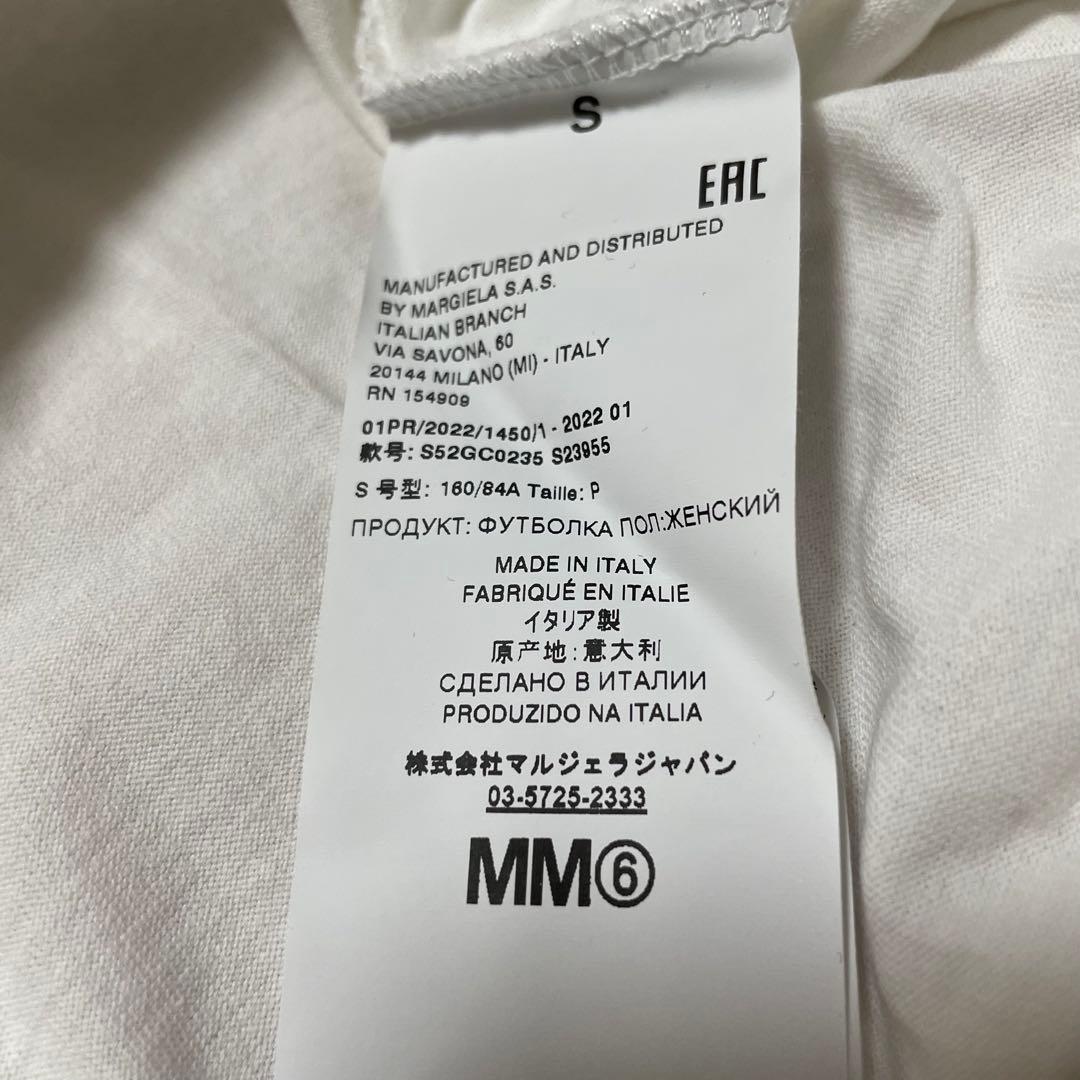 S
EAC
MANUFACTURED AND DISTRIBUTED
BY MARGIELA S.A.S.
ITALIAN BRANCH
VIA SAVONA, 60
20144 MILANO (MI) - ITALY
RN 154909
01PR/2022/1450/1 - 2022 01
款号: S52GC0235 S23955
S 号型: 160/84A Taille: P
ПРОДУКТ: ФУТБОЛКА ПОЛ:ЖЕНСКИЙ
MADE IN ITALY
FABRIQUÉ EN ITALIE
イタリア製
原产地: 意大利
СДЕЛАНО В ИТАЛИИ
PRODUZIDO NA ITALIA
株式会社マルジェラジャパン
03-5725-2333
MM⑥